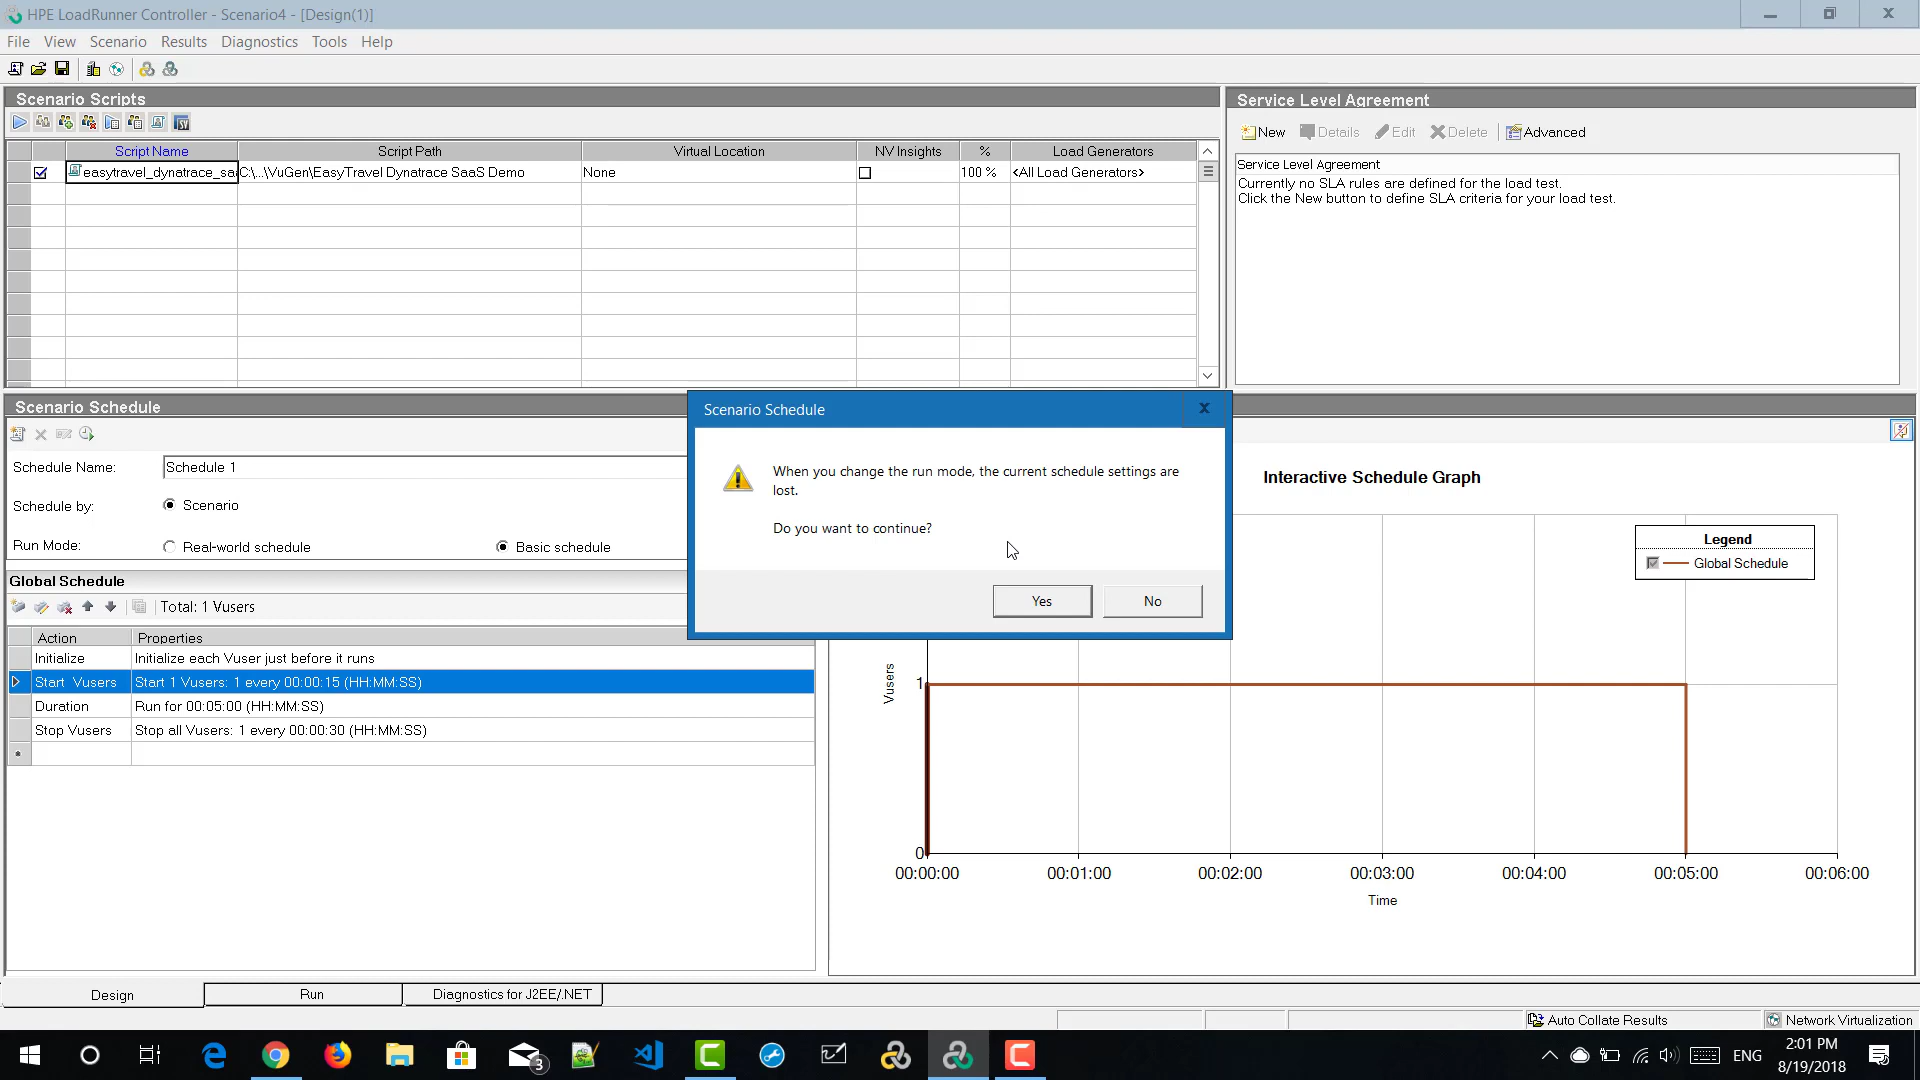 HPE LoadRunner Controller - Scenario4 - [Design(1)]
File View Scenario Results Diagnostics Tools Help
Scenario Scripts
Script Name Script Path Virtual Location NV Insights % Load Generators
easytravel_dynatrace_saa C:\...\VuGen\EasyTravel Dynatrace SaaS Demo None 100 % <All Load Generators>
Service Level Agreement
New Details Edit Delete Advanced
Service Level Agreement
Currently no SLA rules are defined for the load test.
Click the New button to define SLA criteria for your load test.
Scenario Schedule
Schedule Name: Schedule 1
Schedule by: Scenario
Run Mode: Real-world schedule Basic schedule
Global Schedule
Total: 1 Vusers
Action Properties
Initialize Initialize each Vuser just before it runs
Start Vusers Start 1 Vusers: 1 every 00:00:15 (HH:MM:SS)
Duration Run for 00:05:00 (HH:MM:SS)
Stop Vusers Stop all Vusers: 1 every 00:00:30 (HH:MM:SS)
*
Scenario Schedule
When you change the run mode, the current schedule settings are
lost.
Do you want to continue?
Yes No
Interactive Schedule Graph
Legend
Global Schedule
Vusers
1
0
00:00:00 00:01:00 00:02:00 00:03:00 00:04:00 00:05:00 00:06:00
Time
Design Run Diagnostics for J2EE/.NET
Auto Collate Results Network Virtualization
3
ENG
2:01 PM
8/19/2018